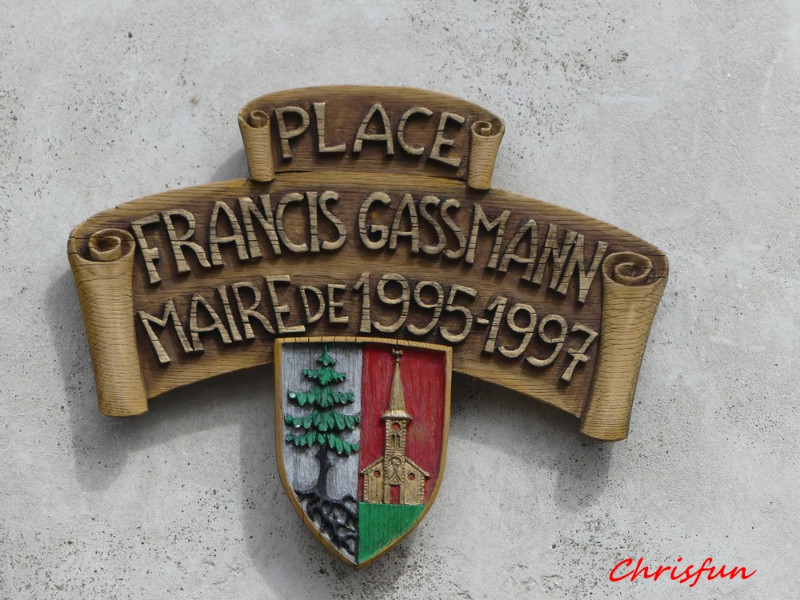 PLACE
FRANCIS GASSMANN
MAIRE DE 1995-1997
Chrisfun